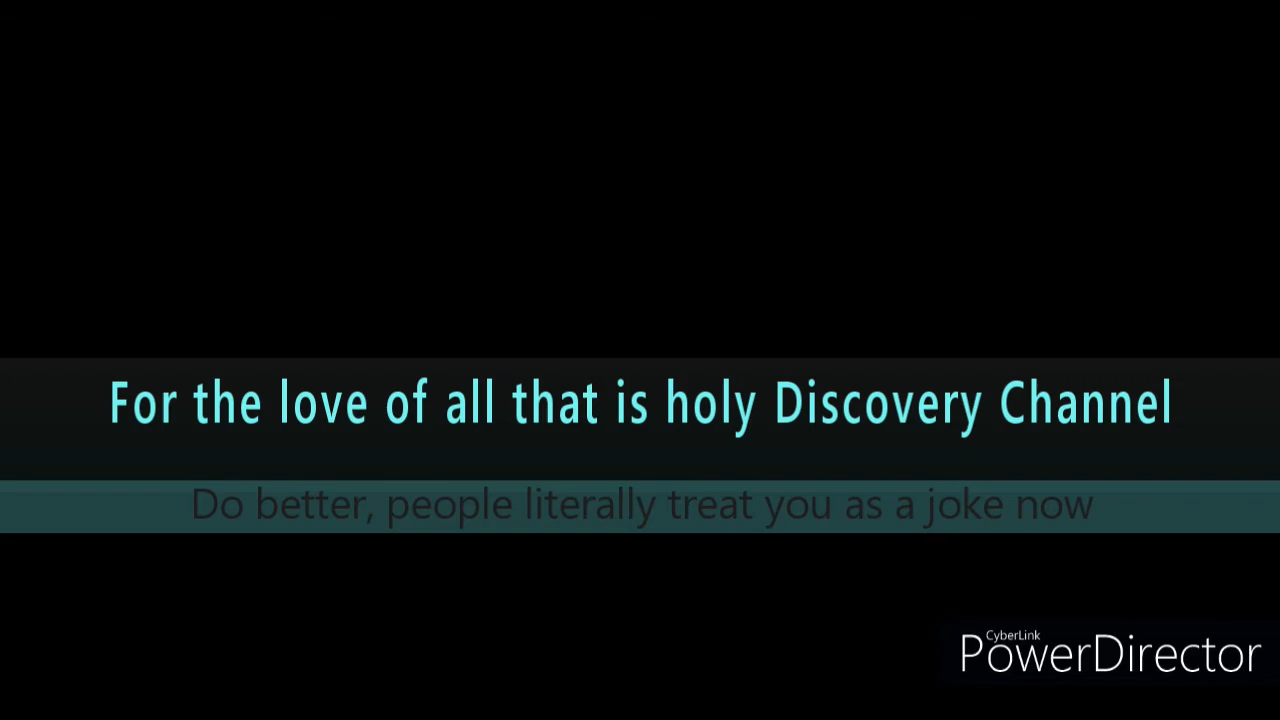 For the love of all that is holy Discovery Channel
Do better, people literally treat you as a joke now
CyberLink
PowerDirector